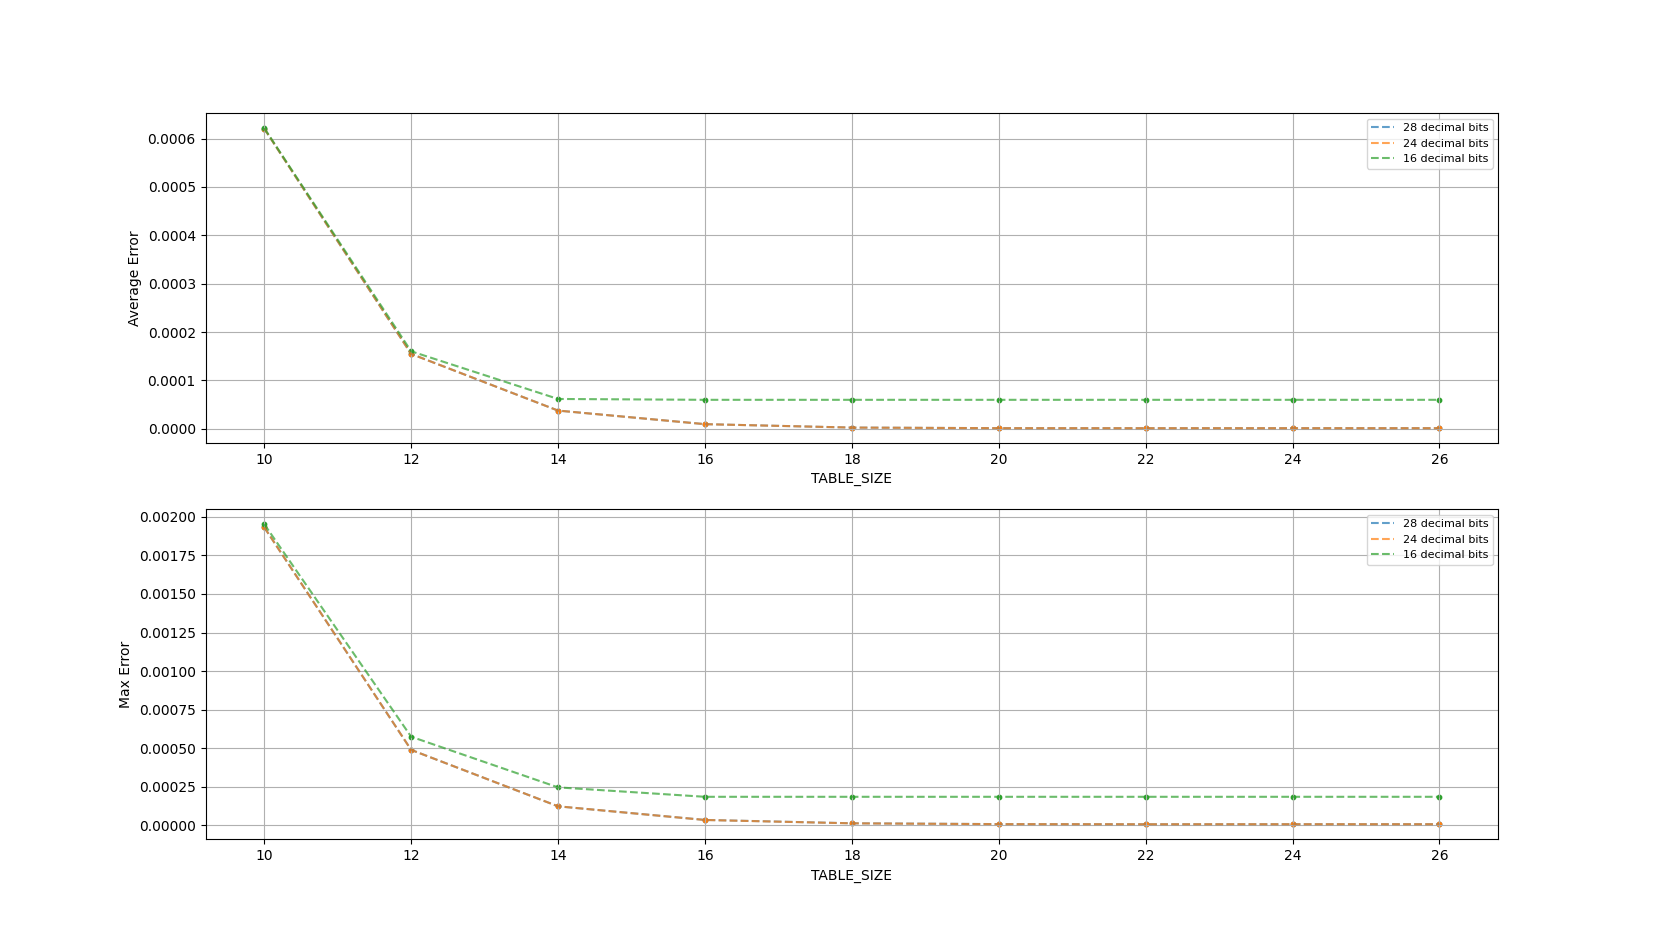 0.0006
0.0005
0.0004
0.0003
0.0002
0.0001
0.0000
Average Error
28 decimal bits
24 decimal bits
16 decimal bits
10 12 14 16 18 20 22 24 26
TABLE_SIZE
0.00200
0.00175
0.00150
0.00125
0.00100
0.00075
0.00050
0.00025
0.00000
Max Error
28 decimal bits
24 decimal bits
16 decimal bits
10 12 14 16 18 20 22 24 26
TABLE_SIZE